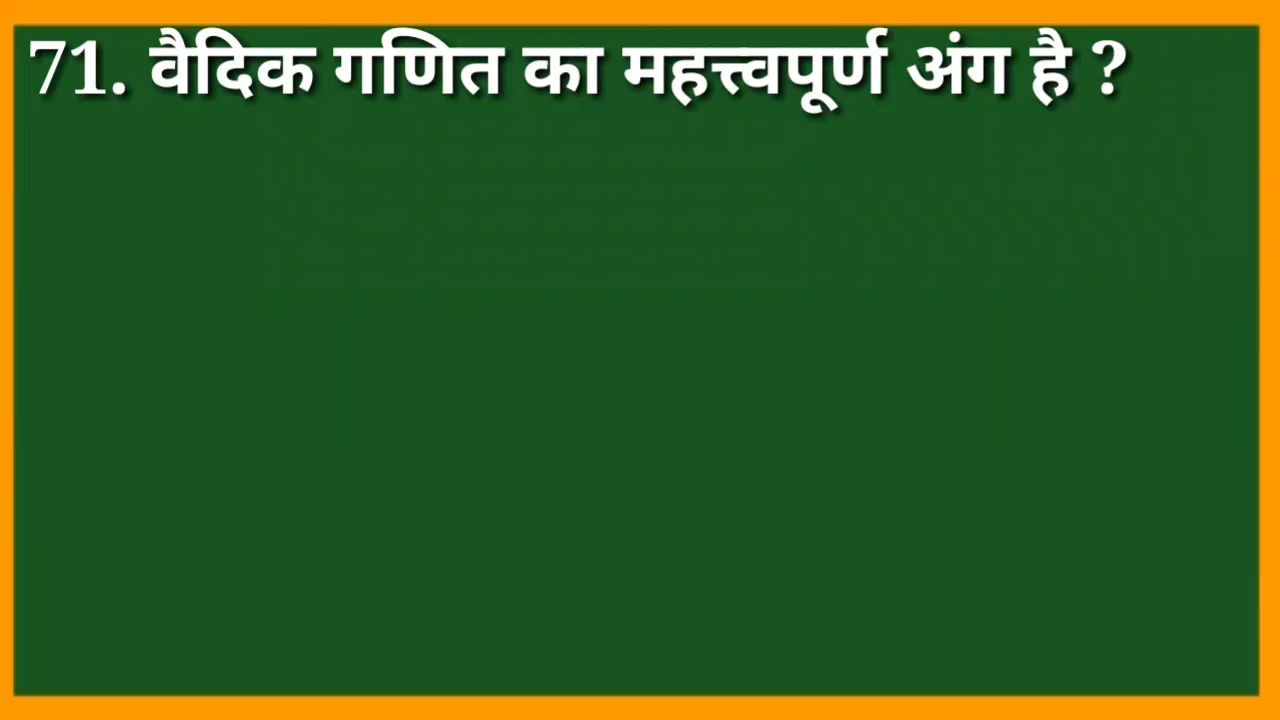 71. वैदिक गणित का महत्त्वपूर्ण अंग है ?